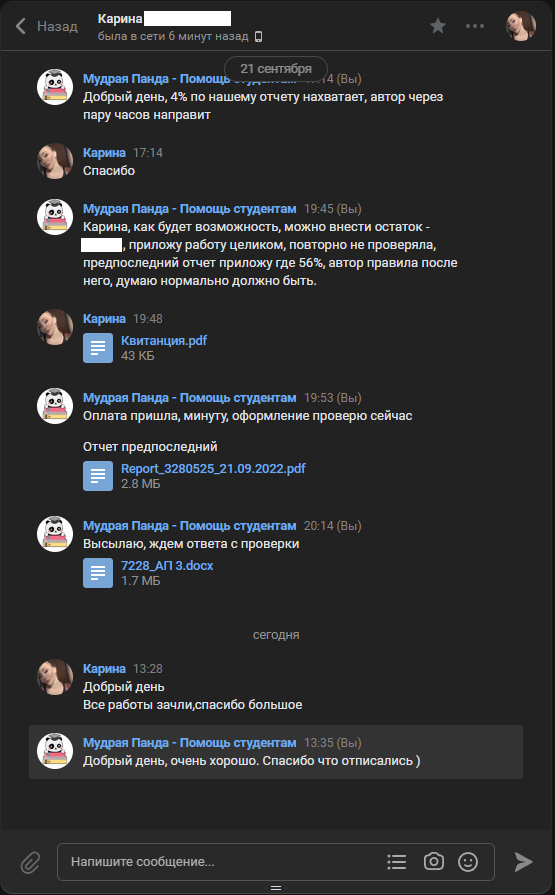 Назад
Карина
была в сети 6 минут назад
21 сентября
Мудрая Панда - Помощь студентам 14 (Вы)
Добрый день, 4% по нашему отчету нахватает, автор через
пару часов направит
Карина 17:14
Спасибо
Мудрая Панда - Помощь студентам 19:45 (Вы)
Карина, как будет возможность, можно внести остаток -
, приложу работу целиком, повторно не проверяла,
предпоследний отчет приложу где 56%, автор правила после
него, думаю нормально должно быть.
Карина 19:48
Квитанция.pdf
43 КБ
Мудрая Панда - Помощь студентам 19:53 (Вы)
Оплата пришла, минуту, оформление проверю сейчас
Отчет предпоследний
Report_3280525_21.09.2022.pdf
2.8 МБ
Мудрая Панда - Помощь студентам 20:14 (Вы)
Высылаю, ждем ответа с проверки
7228_АП 3.docx
1.7 МБ
сегодня
Карина 13:28
Добрый день
Все работы зачли,спасибо большое
Мудрая Панда - Помощь студентам 13:35 (Вы)
Добрый день, очень хорошо. Спасибо что отписались )
Напишите сообщение...